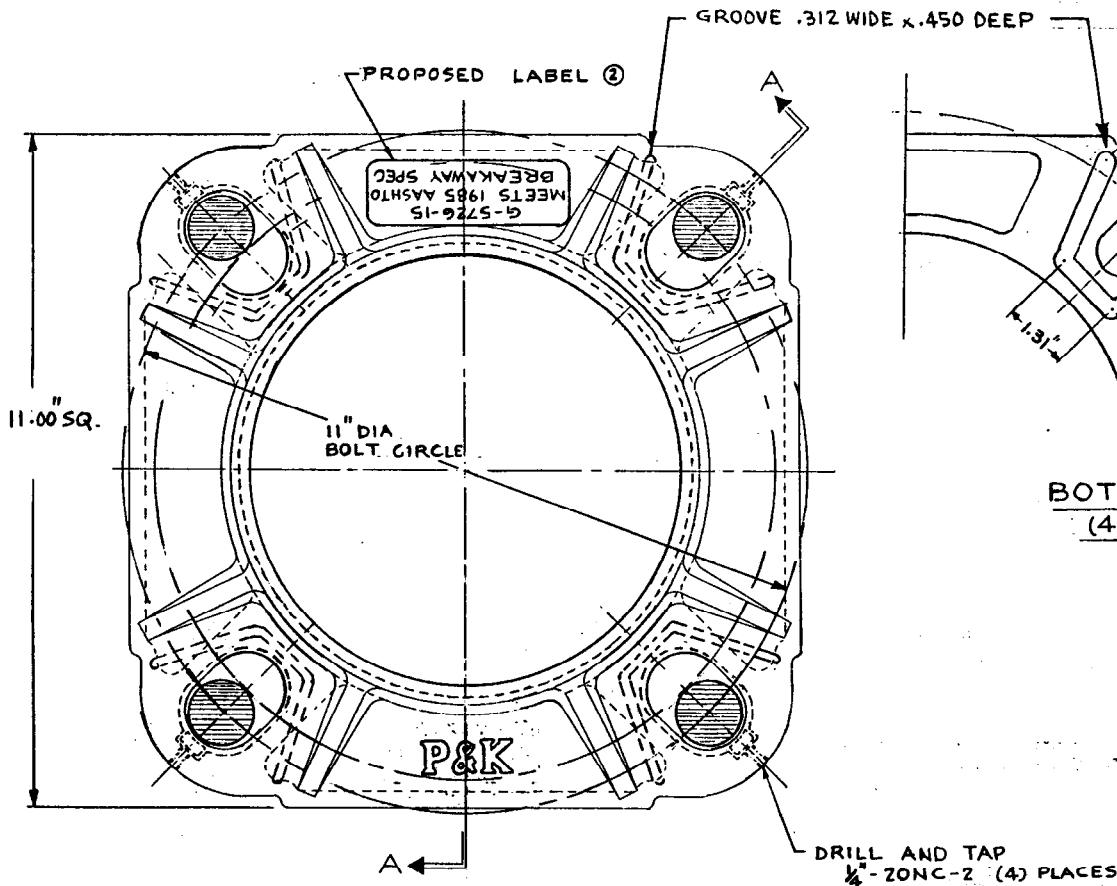 GROOVE .312 WIDE x .450 DEEP
PROPOSED LABEL ②
A
G-5726-15
MEETS 1985 AASHTO
BREAKAWAY SPEC
1.31"
11.00" SQ.
11" DIA
BOLT CIRCLE
BOT
(4
P&K
A
DRILL AND TAP
¼"-20NC-2 (4) PLACES